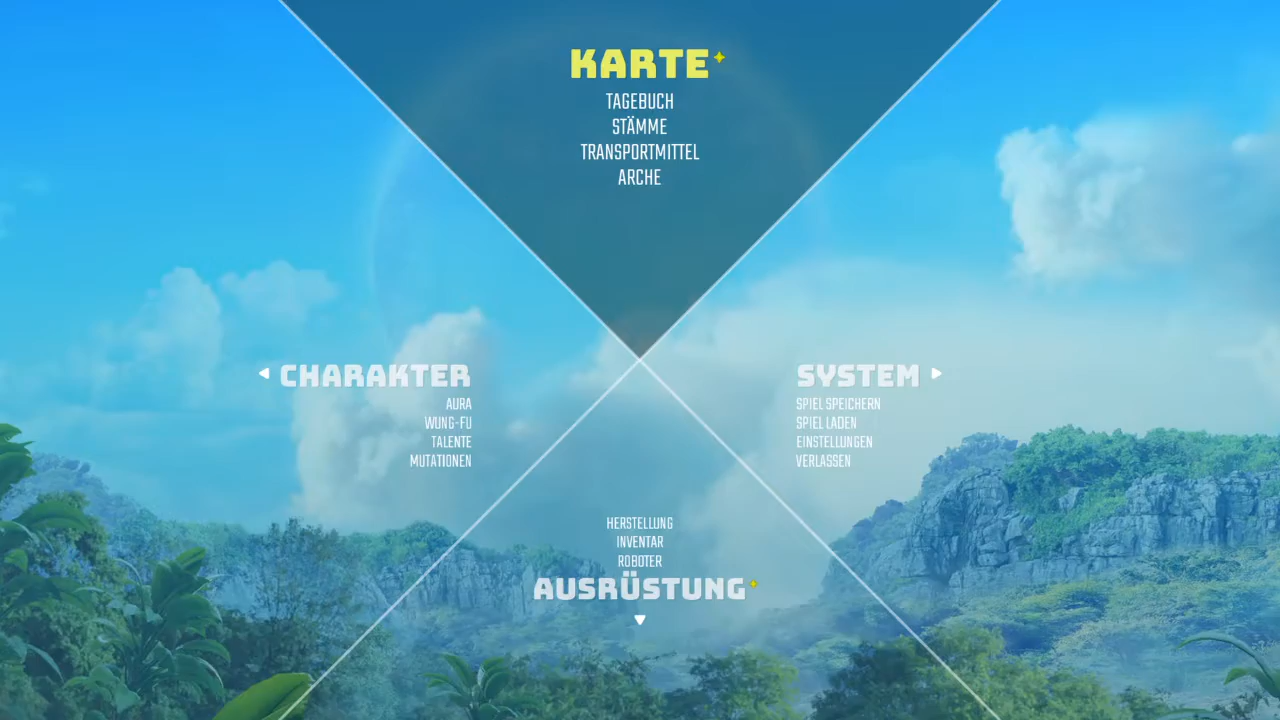 KARTE
TAGEBUCH
STÄMME
TRANSPORTMITTEL
ARCHE
CHARAKTER
AURA
WUNG-FU
TALENTE
MUTATIONEN
SYSTEM
SPIEL SPEICHERN
SPIEL LADEN
EINSTELLUNGEN
VERLASSEN
HERSTELLUNG
INVENTAR
ROBOTER
AUSRÜSTUNG